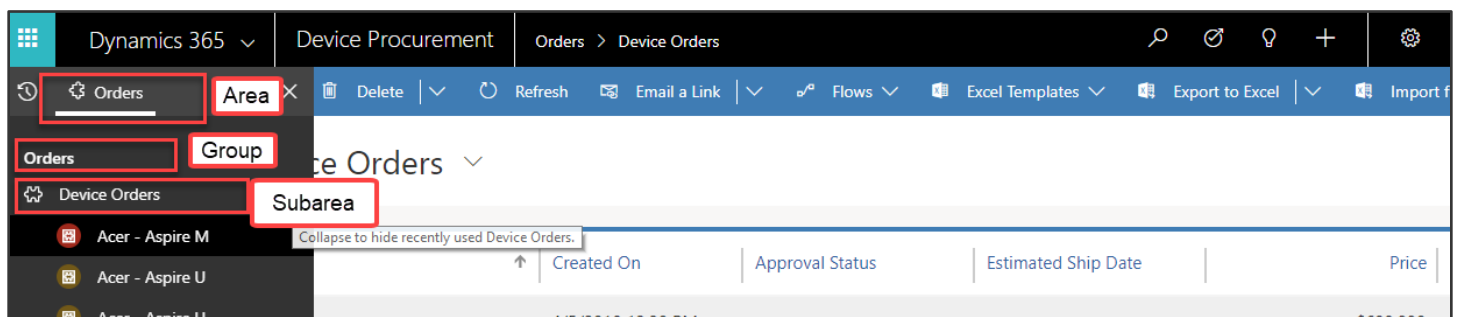 Dynamics 365 Device Procurement Orders > Device Orders
Orders Area Delete Refresh Email a Link Flows Excel Templates Export to Excel Import f
Orders Group
ce Orders
Device Orders Subarea
Acer - Aspire M Collapse to hide recently used Device Orders.
Created On Approval Status Estimated Ship Date Price
Acer - Aspire U